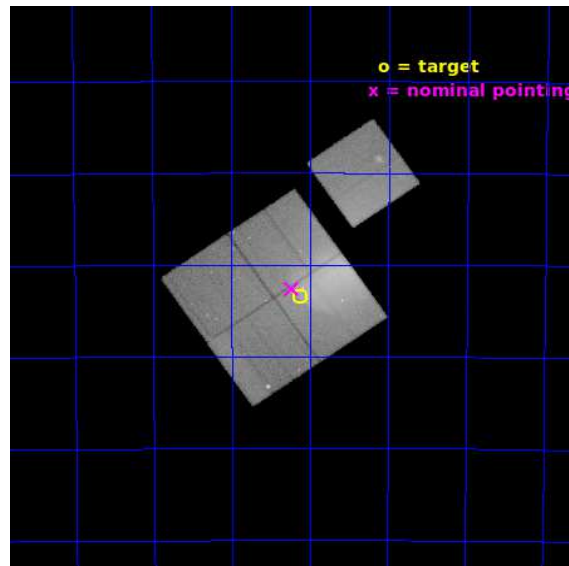 o = target
x = nominal pointing